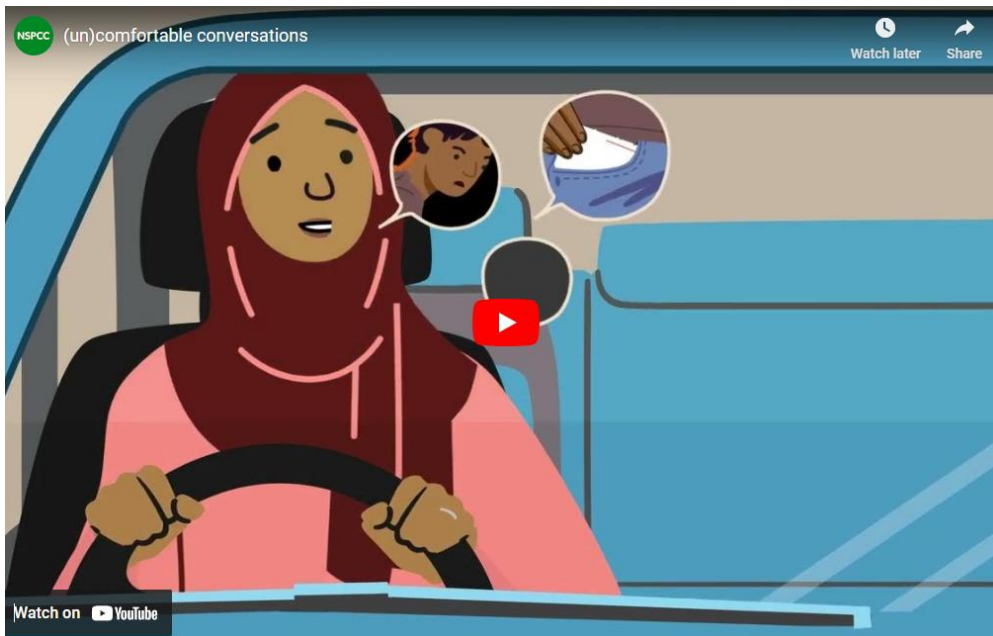 NSPCC (un)comfortable conversations
Watch later Share
Watch on YouTube